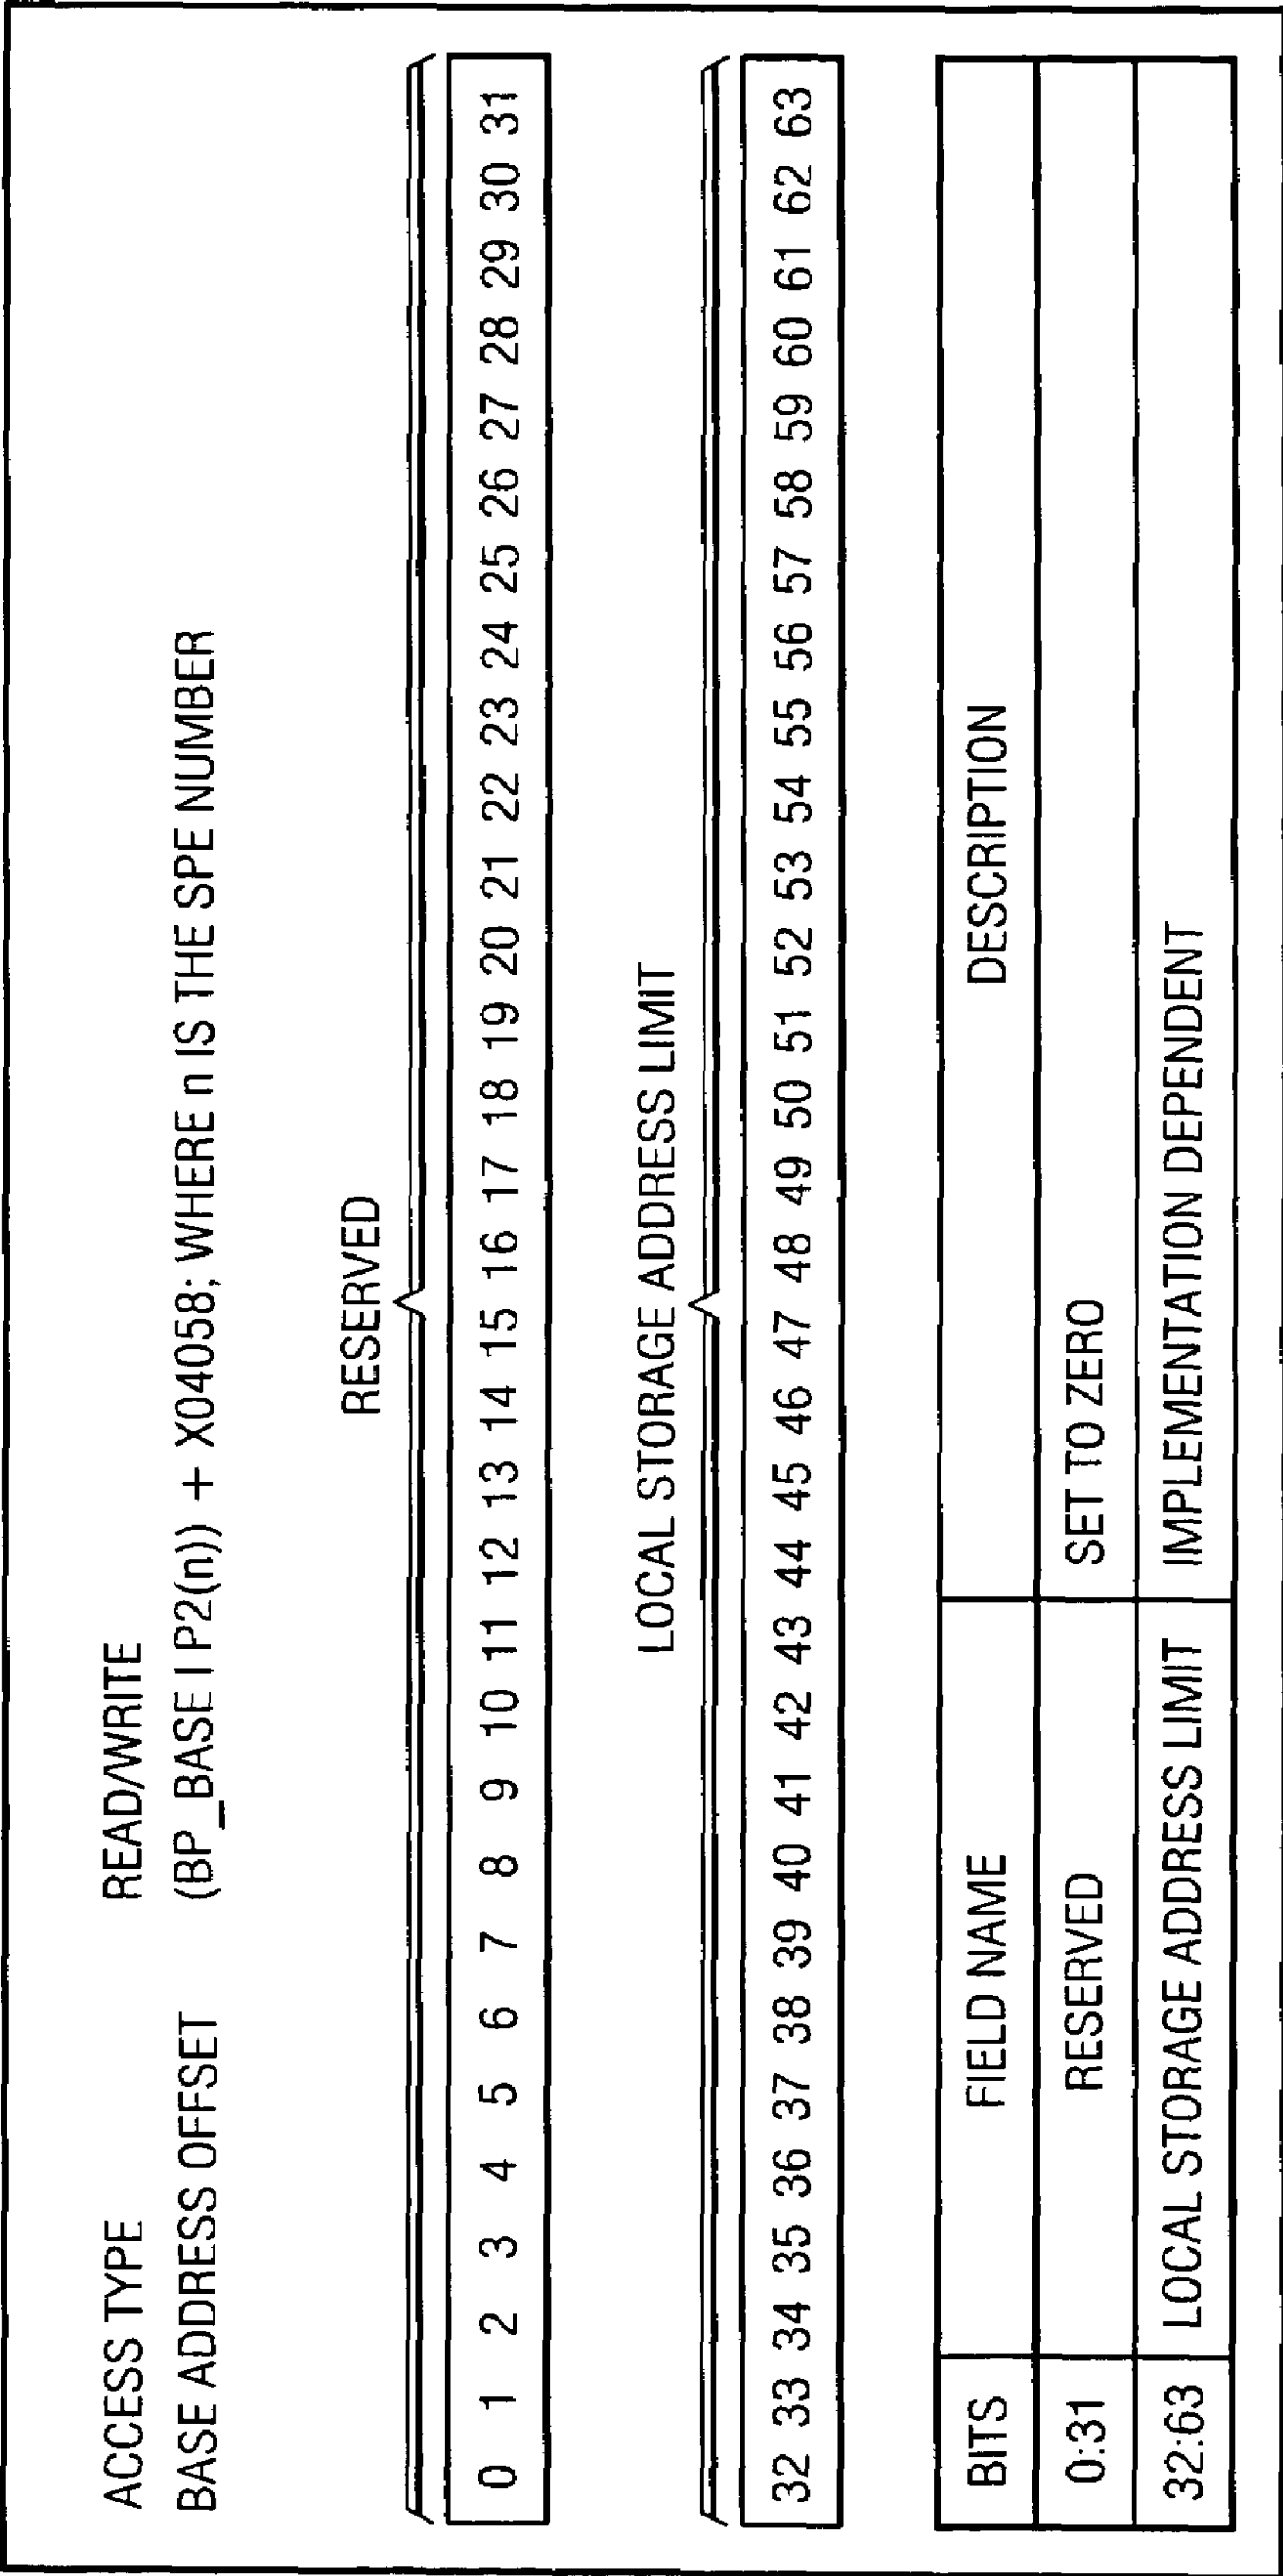 ACCESS TYPE READ/WRITE
BASE ADDRESS OFFSET (BP_BASE | P2(n)) + X04058; WHERE n IS THE SPE NUMBER
RESERVED
0 1 2 3 4 5 6 7 8 9 10 11 12 13 14 15 16 17 18 19 20 21 22 23 24 25 26 27 28 29 30 31
LOCAL STORAGE ADDRESS LIMIT
32 33 34 35 36 37 38 39 40 41 42 43 44 45 46 47 48 49 50 51 52 53 54 55 56 57 58 59 60 61 62 63
BITS FIELD NAME DESCRIPTION
0:31 RESERVED SET TO ZERO
32:63 LOCAL STORAGE ADDRESS LIMIT IMPLEMENTATION DEPENDENT